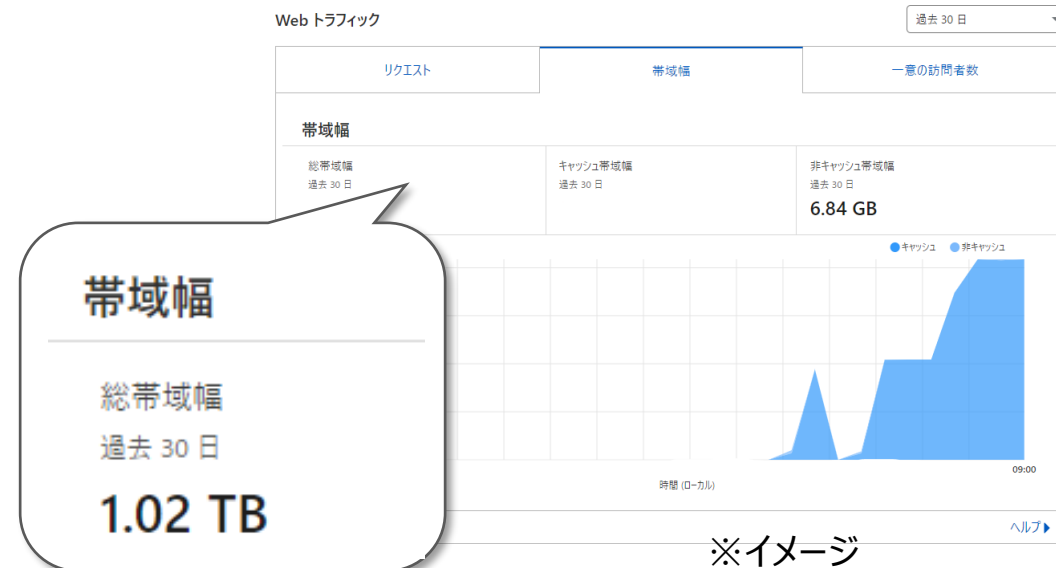 Web トラフィック
過去 30 日
リクエスト
帯域幅
一意の訪問者数
帯域幅
総帯域幅
過去 30 日
キャッシュ帯域幅
過去 30 日
非キャッシュ帯域幅
過去 30 日
6.84 GB
キャッシュ
非キャッシュ
帯域幅
総帯域幅
過去 30 日
1.02 TB
09:00
時間 (ローカル)
ヘルプ
※イメージ